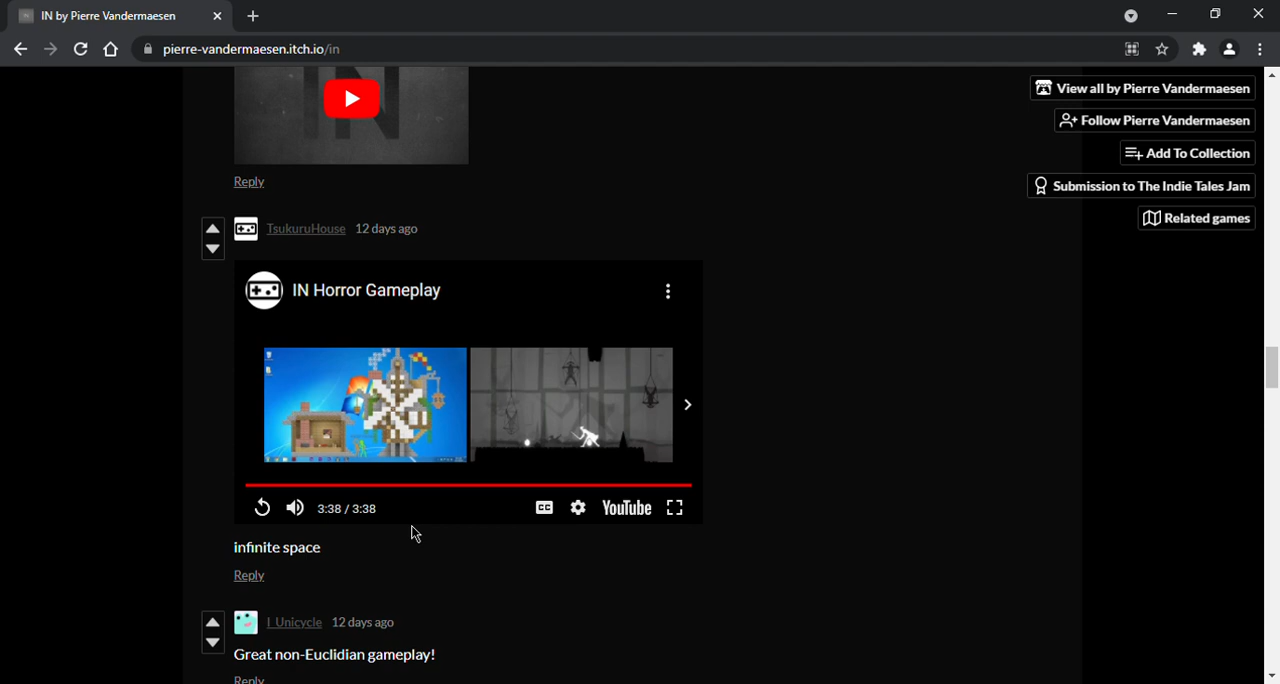 IN by Pierre Vandermaesen
pierre-vandermaesen.itch.io/in
View all by Pierre Vandermaesen
Follow Pierre Vandermaesen
Add To Collection
Submission to The Indie Tales Jam
Related games
IN
Reply
TsukuruHouse 12 days ago
IN Horror Gameplay
3:38 / 3:38
CC
YouTube
infinite space
Reply
I_Unicycle 12 days ago
Great non-Euclidian gameplay!
Reply